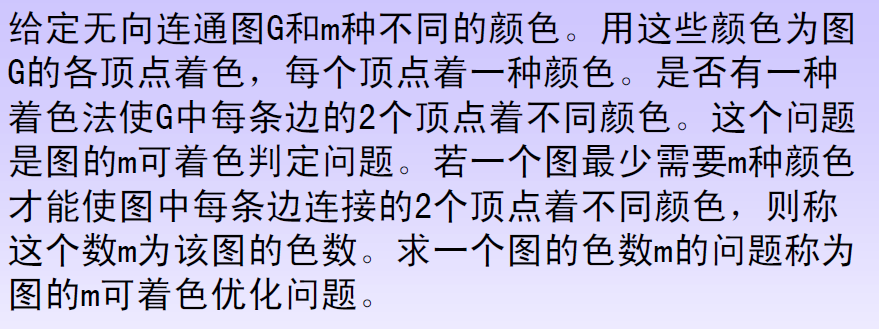 给定无向连通图G和m种不同的颜色。用这些颜色为图
G的各顶点着色，每个顶点着一种颜色。是否有一种
着色法使G中每条边的2个顶点着不同颜色。这个问题
是图的m可着色判定问题。若一个图最少需要m种颜色
才能使图中每条边连接的2个顶点着不同颜色，则称
这个数m为该图的色数。求一个图的色数m的问题称为
图的m可着色优化问题。